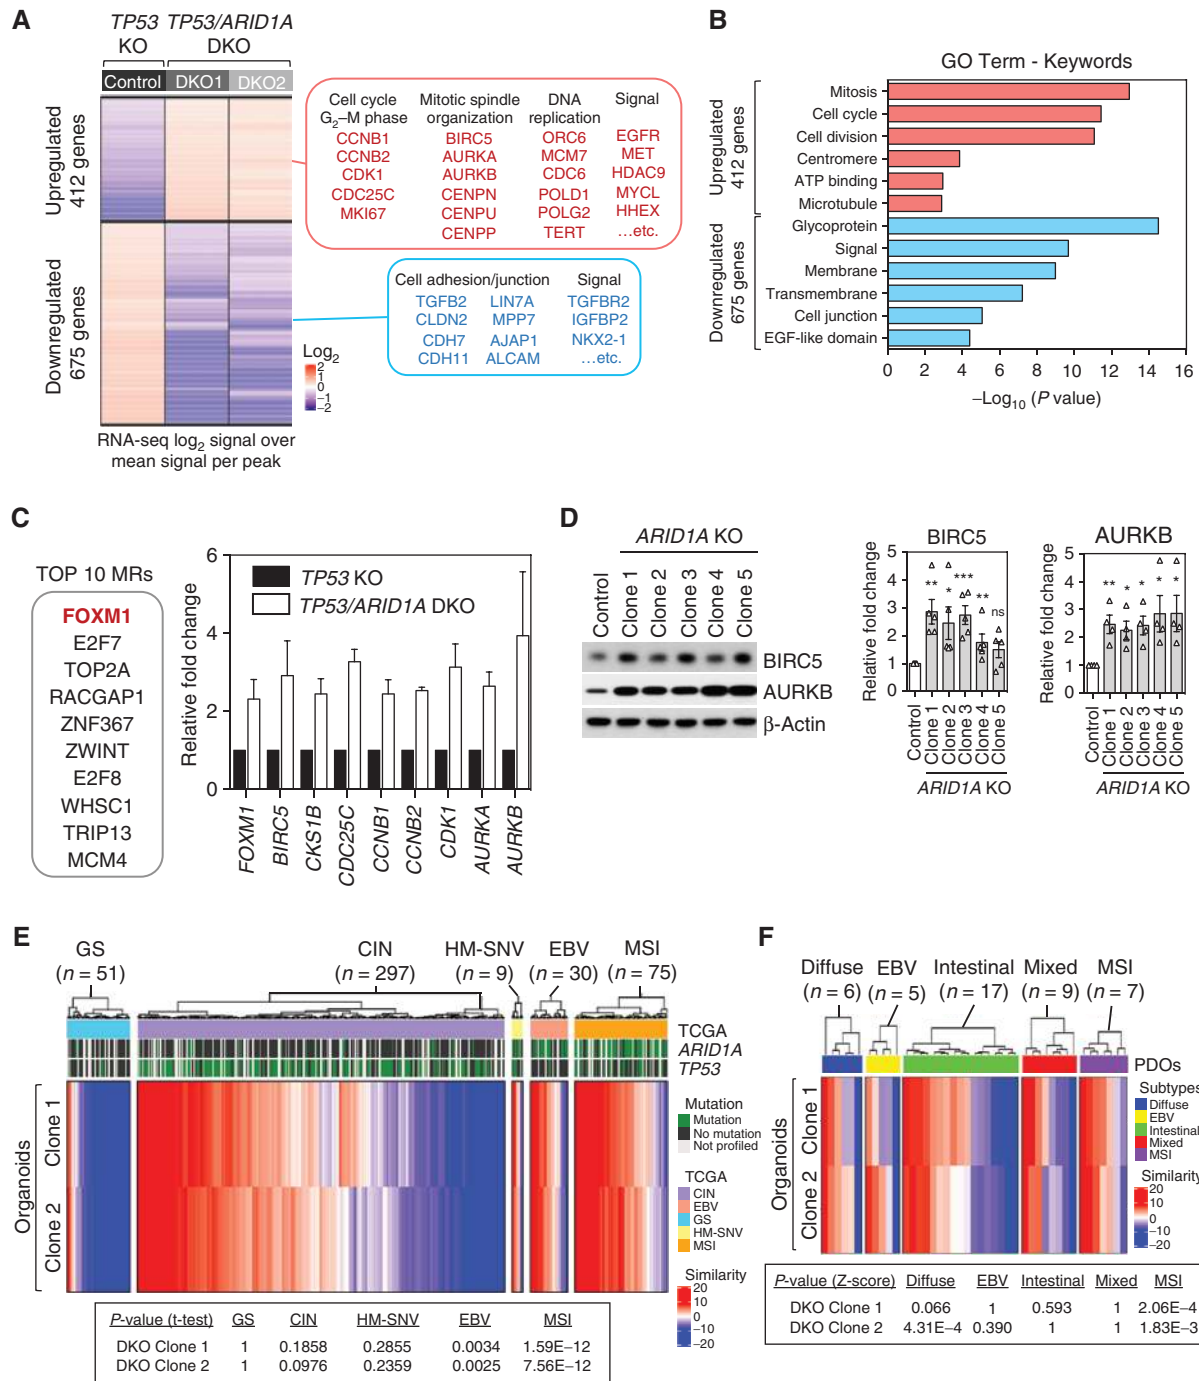 A
TP53 KO
TP53/ARID1A DKO
Control DKO1 DKO2
Upregulated 412 genes
Downregulated 675 genes
Cell cycle G2–M phase
CCNB1
CCNB2
CDK1
CDC25C
MKI67
Mitotic spindle organization
BIRC5
AURKA
AURKB
CENPN
CENPU
CENPP
DNA replication
ORC6
MCM7
CDC6
POLD1
POLG2
TERT
Signal
EGFR
MET
HDAC9
MYCL
HHEX
...etc.
Cell adhesion/junction
TGFB2 LIN7A
CLDN2 MPP7
CDH7 AJAP1
CDH11 ALCAM
Signal
TGFBR2
IGFBP2
NKX2-1
...etc.
Log2
2
1
0
–1
–2
RNA-seq log2 signal over
mean signal per peak
B
GO Term - Keywords
Upregulated 412 genes
Mitosis
Cell cycle
Cell division
Centromere
ATP binding
Microtubule
Downregulated 675 genes
Glycoprotein
Signal
Membrane
Transmembrane
Cell junction
EGF-like domain
0 2 4 6 8 10 12 14 16
–Log10 (P value)
C
TOP 10 MRs
FOXM1
E2F7
TOP2A
RACGAP1
ZNF367
ZWINT
E2F8
WHSC1
TRIP13
MCM4
Relative fold change
6
4
2
0
TP53 KO
TP53/ARID1A DKO
FOXM1 BIRC5 CKS1B CDC25C CCNB1 CCNB2 CDK1 AURKA AURKB
D
ARID1A KO
Control Clone 1 Clone 2 Clone 3 Clone 4 Clone 5
BIRC5
AURKB
β-Actin
BIRC5
Relative fold change
5
4
3
2
1
0
** * *** ** ns
Control Clone 1 Clone 2 Clone 3 Clone 4 Clone 5
ARID1A KO
AURKB
Relative fold change
5
4
3
2
1
0
** * * * *
Control Clone 1 Clone 2 Clone 3 Clone 4 Clone 5
ARID1A KO
E
GS (n = 51)
CIN (n = 297)
HM-SNV (n = 9)
EBV (n = 30)
MSI (n = 75)
TCGA
ARID1A
TP53
Organoids
Clone 1
Clone 2
Mutation
Mutation
No mutation
Not profiled
TCGA
CIN
EBV
GS
HM-SNV
MSI
Similarity
20
10
0
–10
–20
P-value (t-test) GS CIN HM-SNV EBV MSI
DKO Clone 1 1 0.1858 0.2855 0.0034 1.59E–12
DKO Clone 2 1 0.0976 0.2359 0.0025 7.56E–12
F
Diffuse (n = 6)
EBV (n = 5)
Intestinal (n = 17)
Mixed (n = 9)
MSI (n = 7)
PDOs
Organoids
Clone 1
Clone 2
Subtypes
Diffuse
EBV
Intestinal
Mixed
MSI
Similarity
20
10
0
–10
–20
P-value (Z-score) Diffuse EBV Intestinal Mixed MSI
DKO Clone 1 0.066 1 0.593 1 2.06E–4
DKO Clone 2 4.31E–4 0.390 1 1 1.83E–3